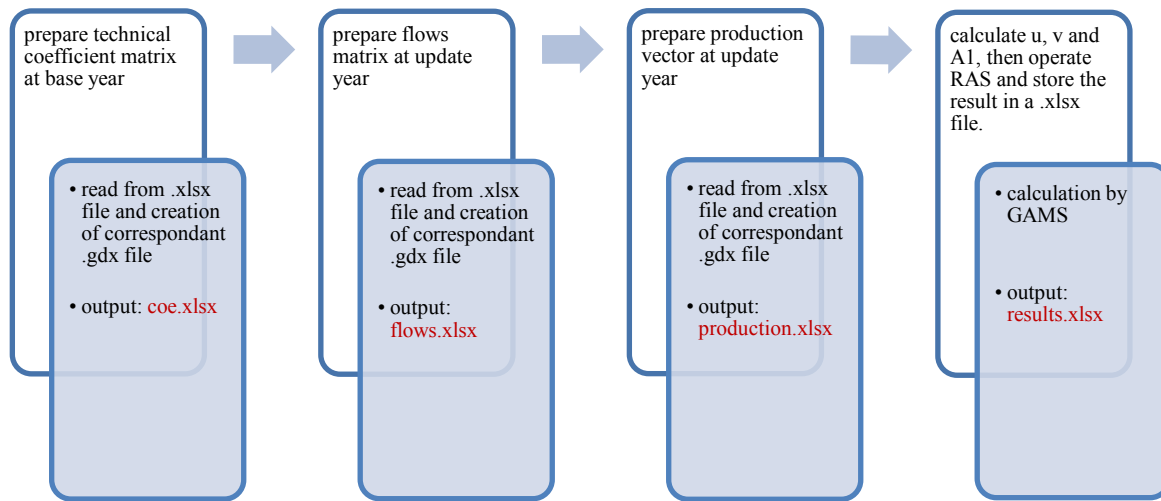 prepare technical
coefficient matrix
at base year
• read from .xlsx
file and creation
of correspondant
.gdx file
• output: coe.xlsx
prepare flows
matrix at update
year
• read from .xlsx
file and creation
of correspondant
.gdx file
• output:
flows.xlsx
prepare production
vector at update
year
• read from .xlsx
file and creation
of correspondant
.gdx file
• output:
production.xlsx
calculate u, v and
A1, then operate
RAS and store the
result in a .xlsx
file.
• calculation by
GAMS
• output:
results.xlsx